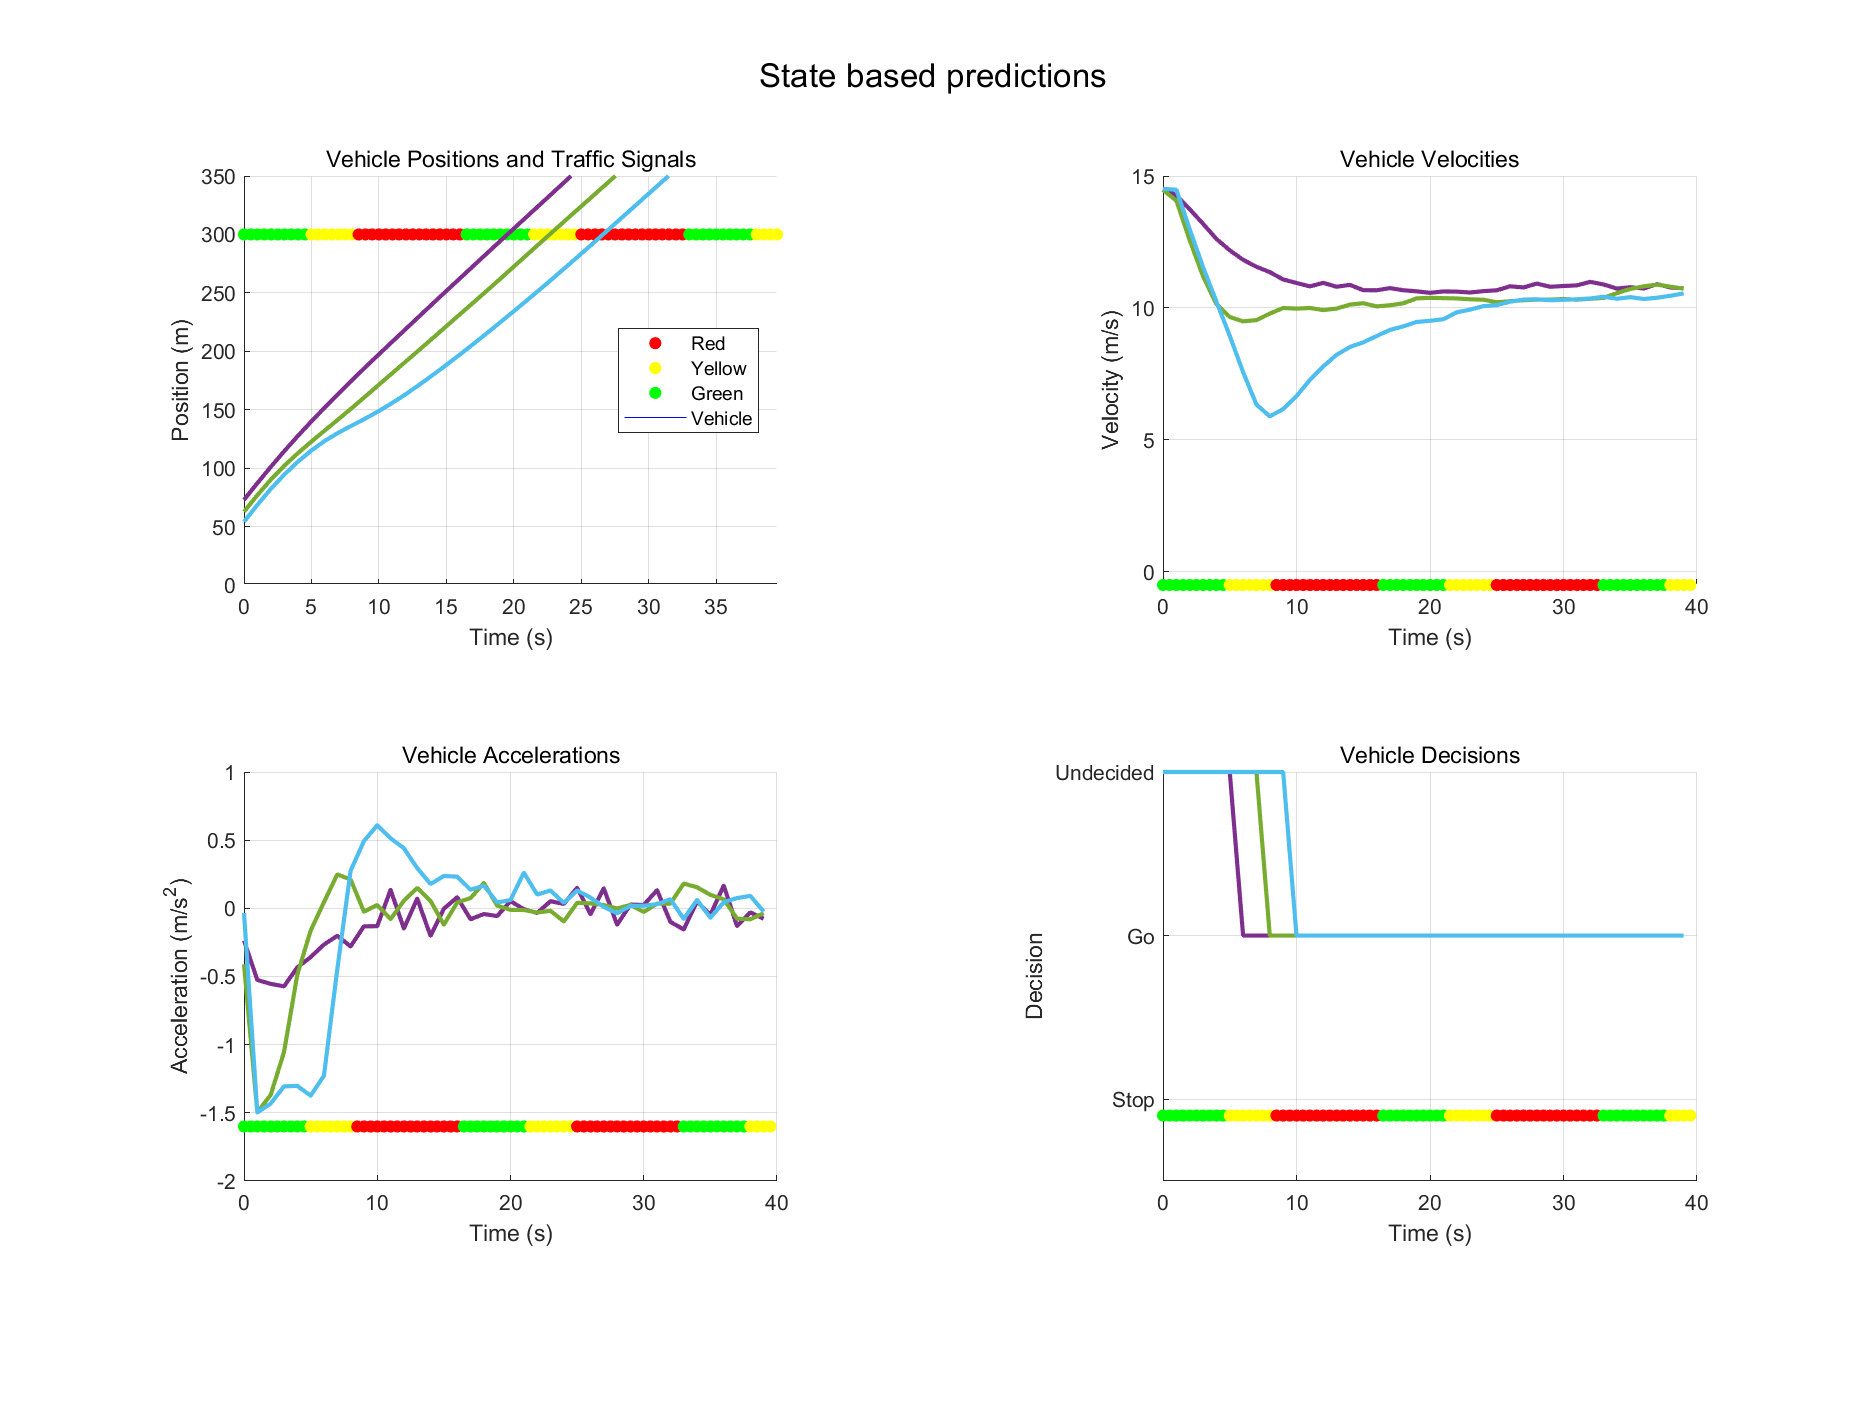 State based predictions
Vehicle Positions and Traffic Signals
350
300
250
200
150
100
50
0
Position (m)
0 5 10 15 20 25 30 35
Time (s)
Red
Yellow
Green
Vehicle
Vehicle Velocities
15
10
5
0
Velocity (m/s)
0 10 20 30 40
Time (s)
Vehicle Accelerations
1
0.5
0
-0.5
-1
-1.5
-2
Acceleration (m/s²)
0 10 20 30 40
Time (s)
Vehicle Decisions
Undecided
Go
Stop
Decision
0 10 20 30 40
Time (s)